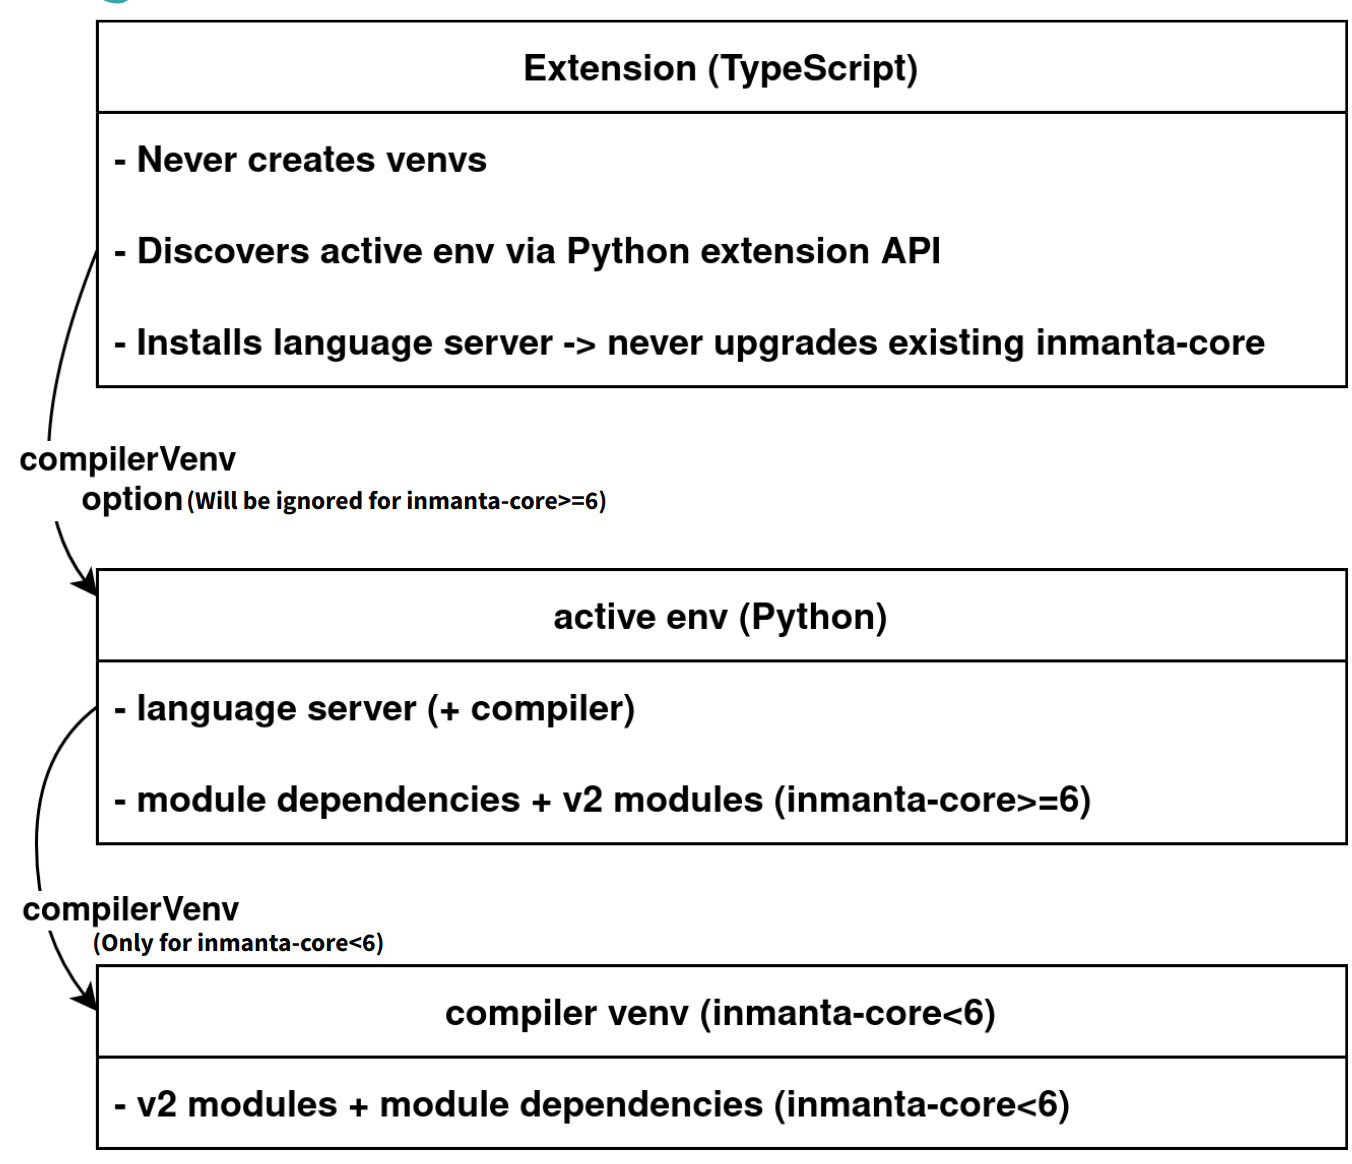 Extension (TypeScript)
- Never creates venvs
- Discovers active env via Python extension API
- Installs language server -> never upgrades existing inmanta-core
compilerVenv
option (Will be ignored for inmanta-core>=6)
active env (Python)
- language server (+ compiler)
- module dependencies + v2 modules (inmanta-core>=6)
compilerVenv
(Only for inmanta-core<6)
compiler venv (inmanta-core<6)
- v2 modules + module dependencies (inmanta-core<6)